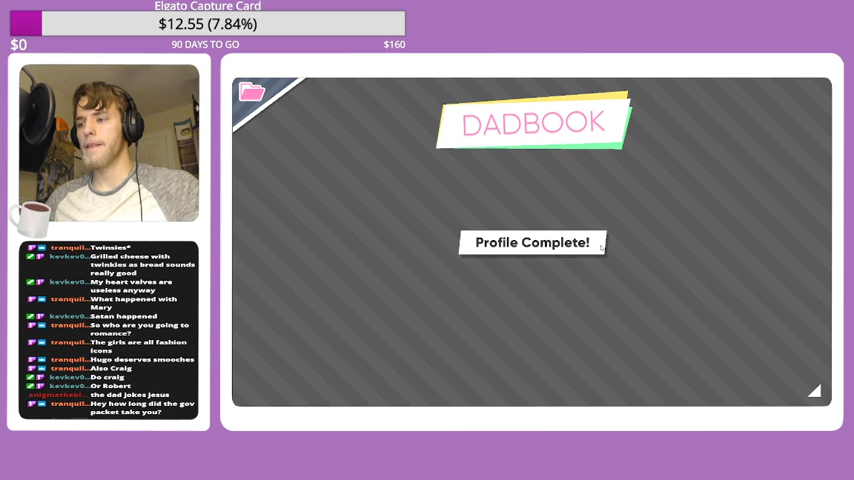 Elgato Capture Card
$12.55 (7.84%)
$0
90 DAYS TO GO
$160
DADBOOK
Profile Complete!
tranquil...Twinsies*
kevkev0...Grilled cheese with
twinkies as bread sounds
really good
kevkev0...My heart valves are
useless anyway
tranquil...What happened with
Mary
kevkev0...Satan happened
tranquil...So who are you going to
romance?
tranquil...The girls are all fashion
icons
tranquil...Hugo deserves smooches
tranquil...Also Craig
kevkev0...Do craig
kevkev0...Or Robert
enigmathabi...the dad jokes jesus
tranquil...Hey how long did the gov
packet take you?